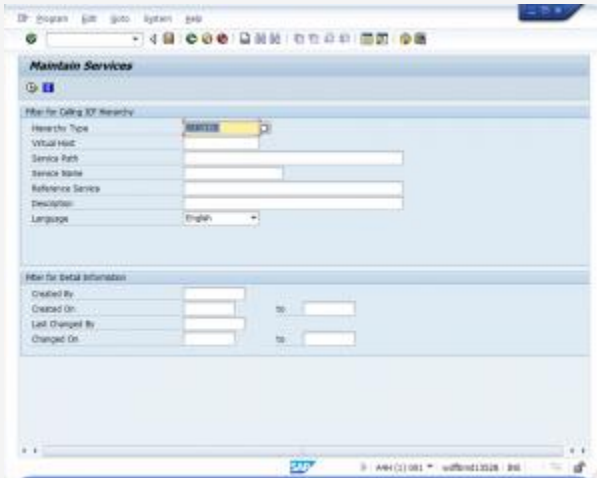 Program Edit Goto System Help
Maintain Services
Filter for Calling ICF Hierarchy
Hierarchy Type
Virtual Host
Service Path
Service Name
Reference Service
Description
Language English
Filter for Detail Information
Created By
Created On to
Last Changed By
Changed On to
SAP INS